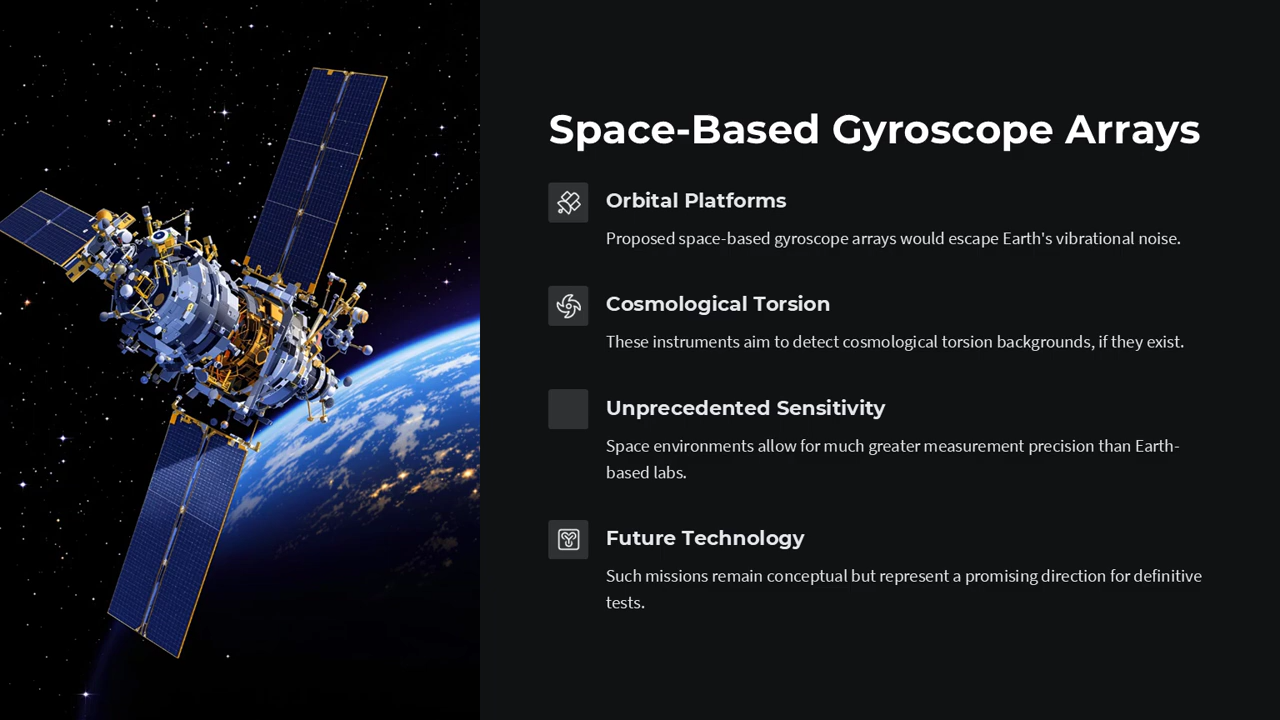 Space-Based Gyroscope Arrays
Orbital Platforms
Proposed space-based gyroscope arrays would escape Earth's vibrational noise.
Cosmological Torsion
These instruments aim to detect cosmological torsion backgrounds, if they exist.
Unprecedented Sensitivity
Space environments allow for much greater measurement precision than Earth-
based labs.
Future Technology
Such missions remain conceptual but represent a promising direction for definitive
tests.